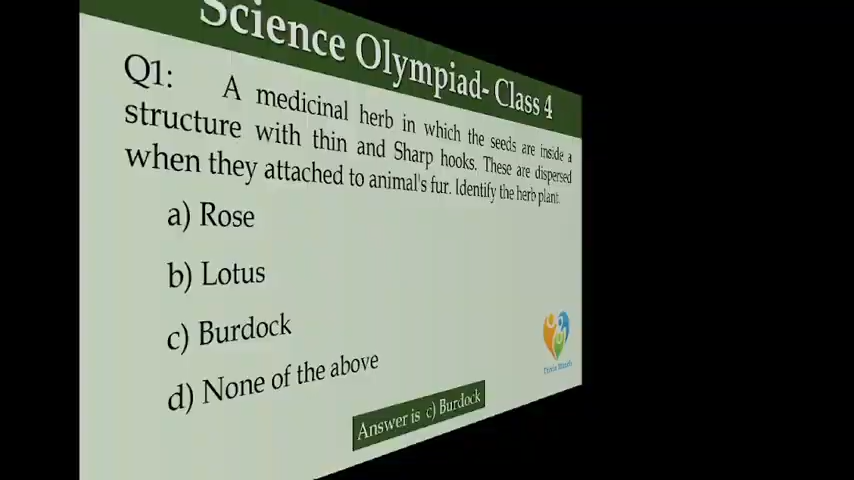 Science Olympiad- Class 4
Q1: A medicinal herb in which the seeds are inside a
structure with thin and Sharp hooks. These are dispersed
when they attached to animal's fur. Identify the herb plant.
a) Rose
b) Lotus
c) Burdock
d) None of the above
Answer is c) Burdock